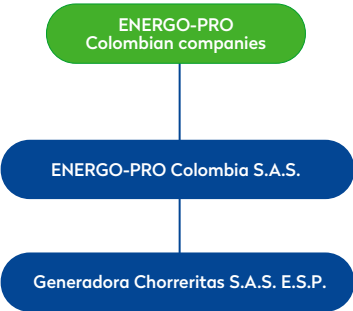 ENERGO-PRO
Colombian companies
ENERGO-PRO Colombia S.A.S.
Generadora Chorreritas S.A.S. E.S.P.